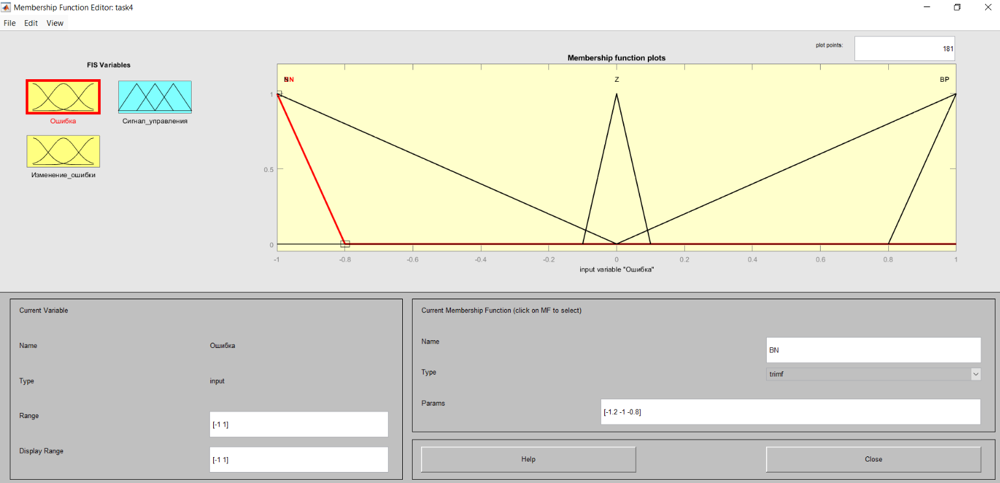 Membership Function Editor: task4
File Edit View
FIS Variables
Ошибка
Сигнал_управления
Изменение_ошибки
plot points:
181
Membership function plots
BN
Z
BP
1
0.5
0
-1 -0.8 -0.6 -0.4 -0.2 0 0.2 0.4 0.6 0.8 1
input variable "Ошибка"
Current Variable
Name Ошибка
Type input
Range [-1 1]
Display Range [-1 1]
Current Membership Function (click on MF to select)
Name BN
Type trimf
Params [-1.2 -1 -0.8]
Help
Close